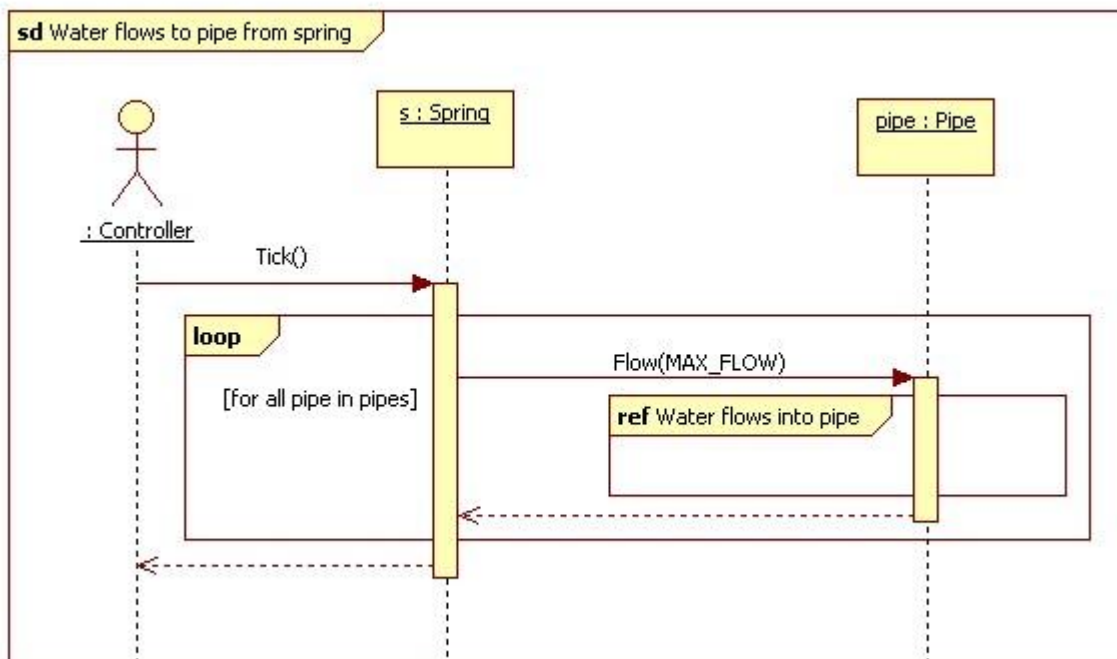 sd Water flows to pipe from spring
s : Spring
pipe : Pipe
: Controller
Tick()
loop
Flow(MAX_FLOW)
[for all pipe in pipes]
ref Water flows into pipe